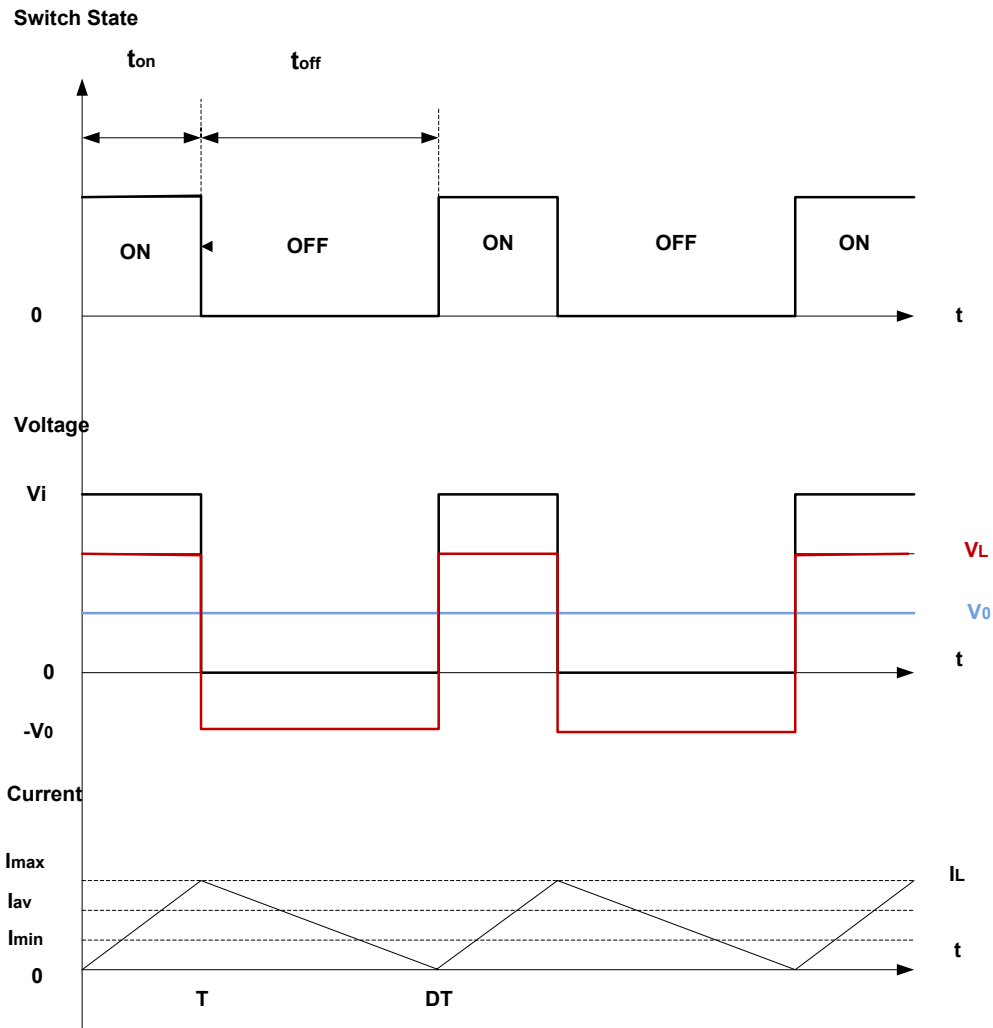 Switch State
ton toff
ON OFF ON OFF ON
0 t
Voltage
Vi
VL
V0
t
0
-V0
Current
Imax IL
Iav
Imin t
0
T DT